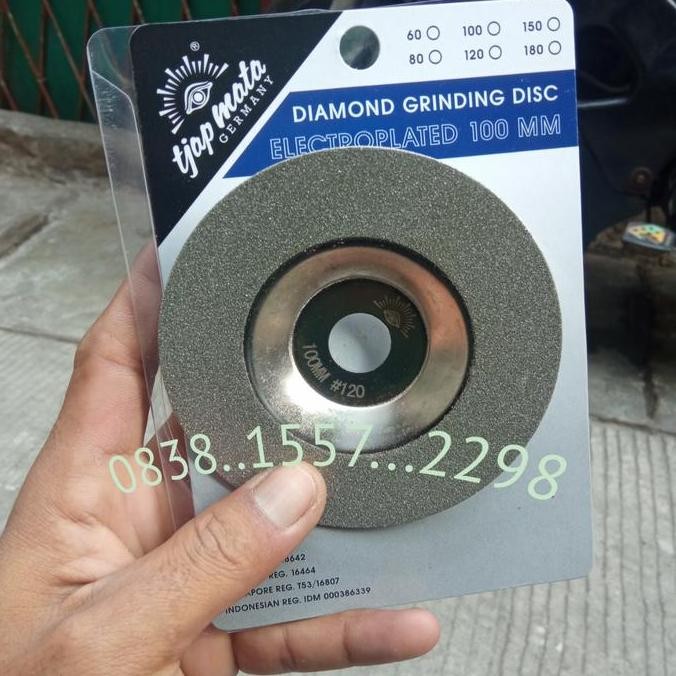 ®
tjap mata
GERMANY
60 100 150
80 120 180
DIAMOND GRINDING DISC
ELECTROPLATED 100 MM
100MM #120
0838..1557...2298
6642
REG. 16464
APORE REG. T53/16807
INDONESIAN REG. IDM 000386339